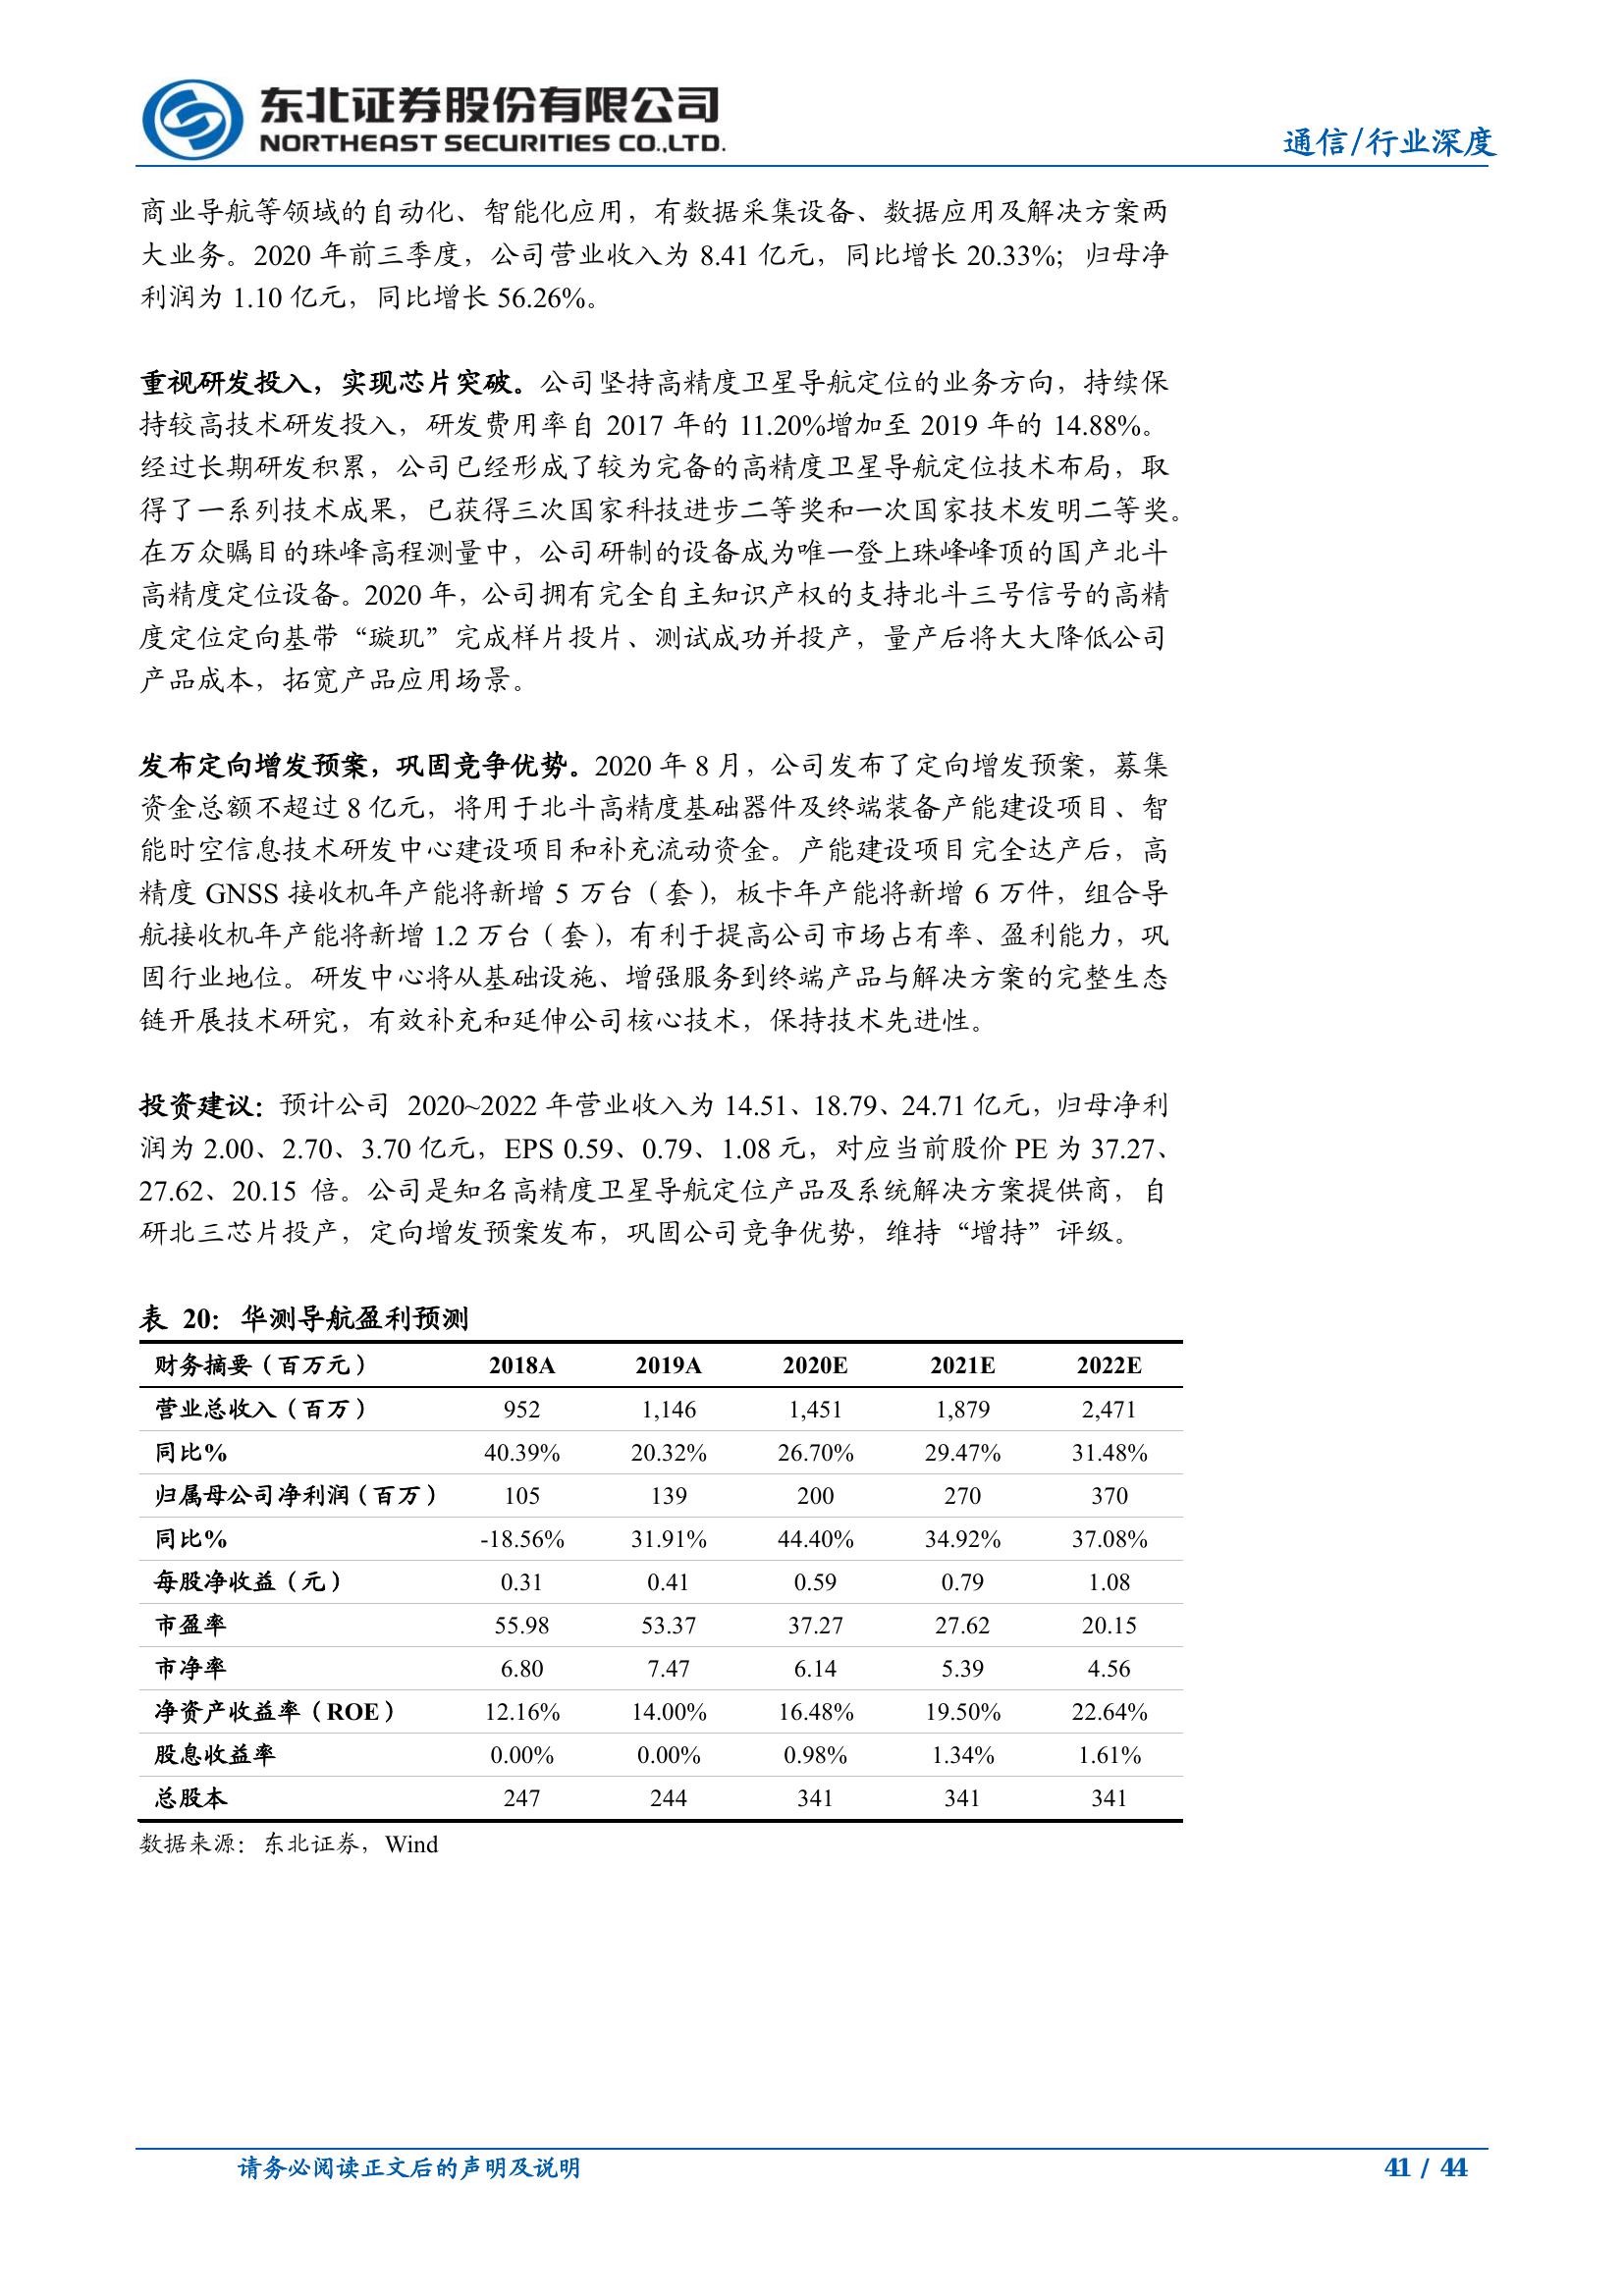 东北证券股份有限公司
NORTHEAST SECURITIES CO.,LTD.
通信/行业深度
商业导航等领域的自动化、智能化应用，有数据采集设备、数据应用及解决方案两
大业务。2020 年前三季度，公司营业收入为 8.41 亿元，同比增长 20.33%；归母净
利润为 1.10 亿元，同比增长 56.26%。
重视研发投入，实现芯片突破。公司坚持高精度卫星导航定位的业务方向，持续保
持较高技术研发投入，研发费用率自 2017 年的 11.20%增加至 2019 年的 14.88%。
经过长期研发积累，公司已经形成了较为完备的高精度卫星导航定位技术布局，取
得了一系列技术成果，已获得三次国家科技进步二等奖和一次国家技术发明二等奖。
在万众瞩目的珠峰高程测量中，公司研制的设备成为唯一登上珠峰峰顶的国产北斗
高精度定位设备。2020 年，公司拥有完全自主知识产权的支持北斗三号信号的高精
度定位定向基带“璇玑”完成样片投片、测试成功并投产，量产后将大大降低公司
产品成本，拓宽产品应用场景。
发布定向增发预案，巩固竞争优势。2020 年 8 月，公司发布了定向增发预案，募集
资金总额不超过 8 亿元，将用于北斗高精度基础器件及终端装备产能建设项目、智
能时空信息技术研发中心建设项目和补充流动资金。产能建设项目完全达产后，高
精度 GNSS 接收机年产能将新增 5 万台（套），板卡年产能将新增 6 万件，组合导
航接收机年产能将新增 1.2 万台（套），有利于提高公司市场占有率、盈利能力，巩
固行业地位。研发中心将从基础设施、增强服务到终端产品与解决方案的完整生态
链开展技术研究，有效补充和延伸公司核心技术，保持技术先进性。
投资建议：预计公司 2020~2022 年营业收入为 14.51、18.79、24.71 亿元，归母净利
润为 2.00、2.70、3.70 亿元，EPS 0.59、0.79、1.08 元，对应当前股价 PE 为 37.27、
27.62、20.15 倍。公司是知名高精度卫星导航定位产品及系统解决方案提供商，自
研北三芯片投产，定向增发预案发布，巩固公司竞争优势，维持“增持”评级。
表 20：华测导航盈利预测
财务摘要（百万元） 2018A 2019A 2020E 2021E 2022E
营业总收入（百万） 952 1,146 1,451 1,879 2,471
同比% 40.39% 20.32% 26.70% 29.47% 31.48%
归属母公司净利润（百万） 105 139 200 270 370
同比% -18.56% 31.91% 44.40% 34.92% 37.08%
每股净收益（元） 0.31 0.41 0.59 0.79 1.08
市盈率 55.98 53.37 37.27 27.62 20.15
市净率 6.80 7.47 6.14 5.39 4.56
净资产收益率（ROE） 12.16% 14.00% 16.48% 19.50% 22.64%
股息收益率 0.00% 0.00% 0.98% 1.34% 1.61%
总股本 247 244 341 341 341
数据来源：东北证券，Wind
请务必阅读正文后的声明及说明
41 / 44